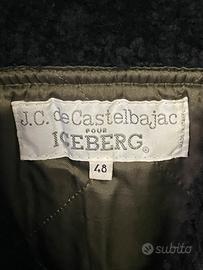 J.C. de Castelbajac
POUR
ICEBERG®
48
subito